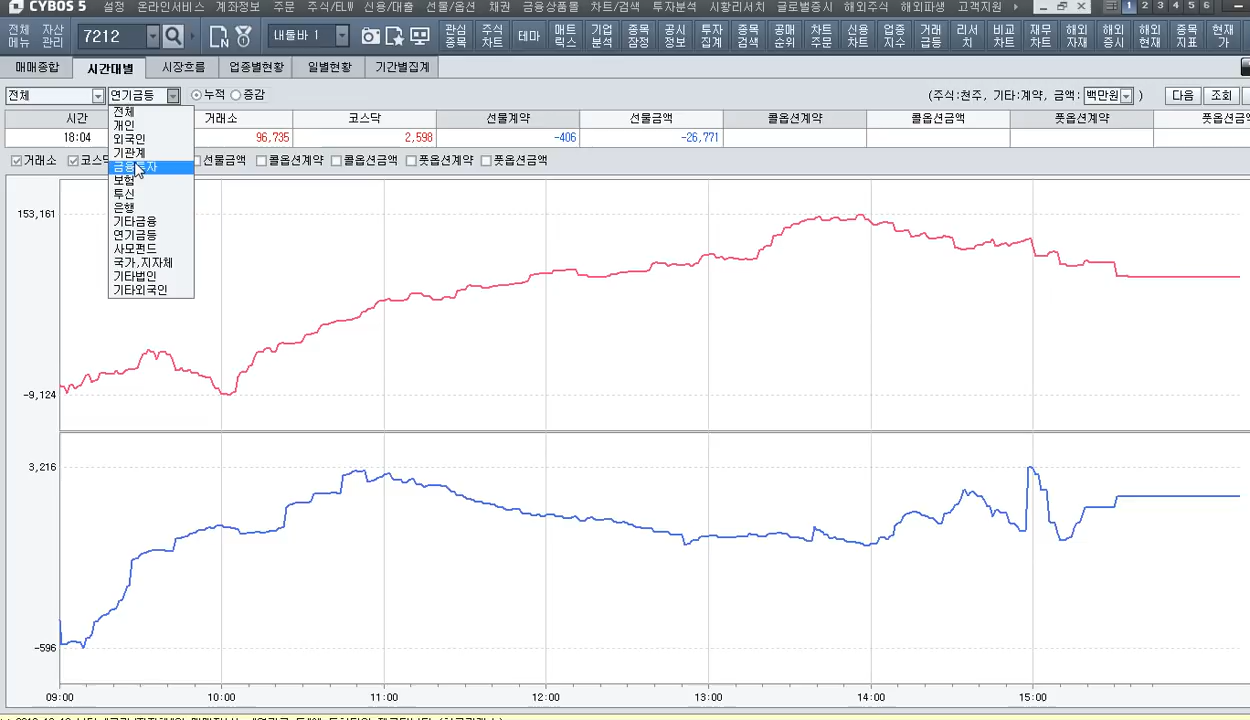 CYBOS 5 설정 온라인서비스 계좌정보 주문 주식/ELW 신용/대출 선물/옵션 채권 금융상품몰 차트/검색 투자분석 시황리서치 글로벌증시 해외주식 해외파생 고객지원 1 2 3 4 5 6
전체메뉴 자산관리 7212 내툴바 1 관심종목 주식차트 테마 매트릭스 기업분석 종목잠정 공시정보 투자집계 종목검색 공매순위 차트주문 신용차트 업종지수 거래급등 리서치 비교차트 재무차트 해외자재 해외증시 해외현재 종목지표 현재가
매매종합 시간대별 시장흐름 업종별현황 일별현황 기간별집계
전체 연기금등 누적 증감 (주식:천주, 기타:계약, 금액: 백만원 ) 다음 조회
시간 거래소 코스닥 선물계약 선물금액 콜옵션계약 콜옵션금액 풋옵션계약 풋옵션금
18:04 96,735 2,598 -406 -26,771
거래소 코스닥 선물금액 콜옵션계약 콜옵션금액 풋옵션계약 풋옵션금액
전체
개인
외국인
기관계
금융투자
보험
투신
은행
기타금융
연기금등
사모펀드
국가,지자체
기타법인
기타외국인
153,161
-9,124
3,216
-596
09:00 10:00 11:00 12:00 13:00 14:00 15:00